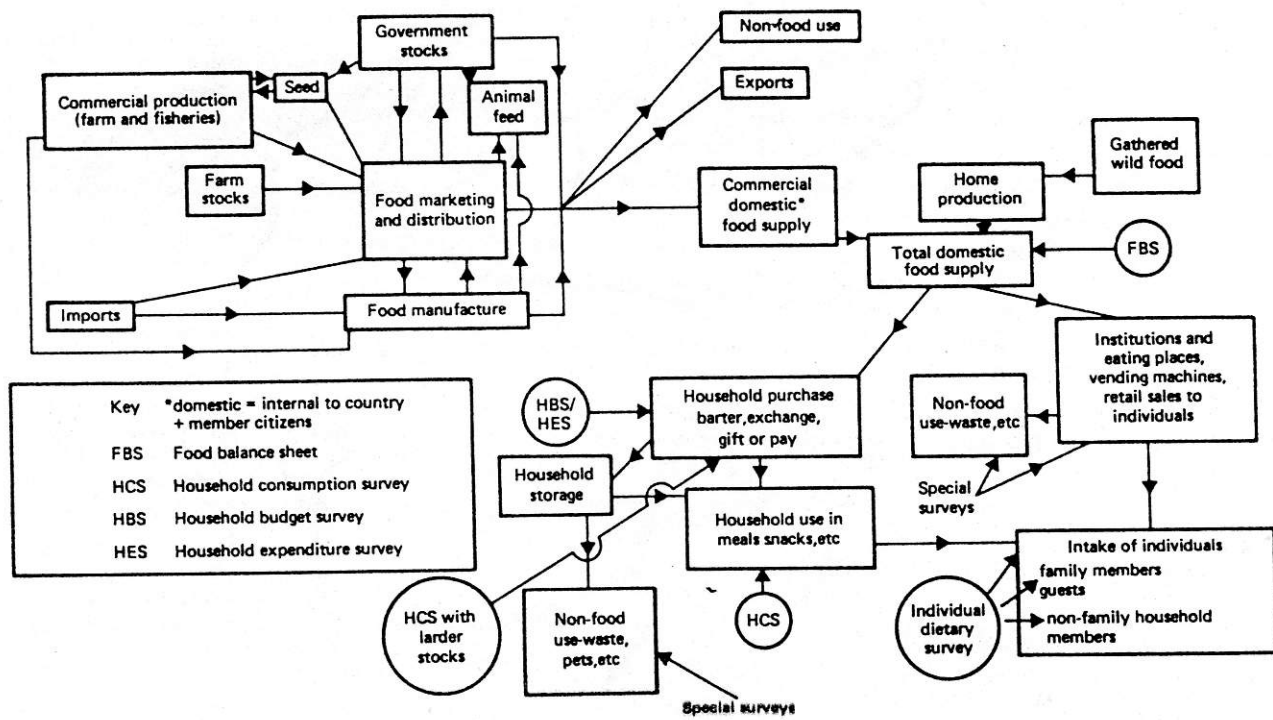 Government
stocks
Non-food use
Exports
Seed
Commercial production
(farm and fisheries)
Animal
feed
Gathered
wild food
Farm
stocks
Food marketing
and distribution
Commercial
domestic*
food supply
Home
production
Total domestic
food supply
FBS
Imports
Food manufacture
Institutions and
eating places,
vending machines,
retail sales to
individuals
Key *domestic = internal to country
+ member citizens
FBS Food balance sheet
HCS Household consumption survey
HBS Household budget survey
HES Household expenditure survey
HBS/
HES
Household purchase
barter,exchange,
gift or pay
Non-food
use-waste,etc
Household
storage
Special
surveys
Household use in
meals snacks,etc
Intake of individuals
family members
guests
non-family household
members
HCS with
larder
stocks
Non-food
use-waste,
pets,etc
HCS
Individual
dietary
survey
Special surveys